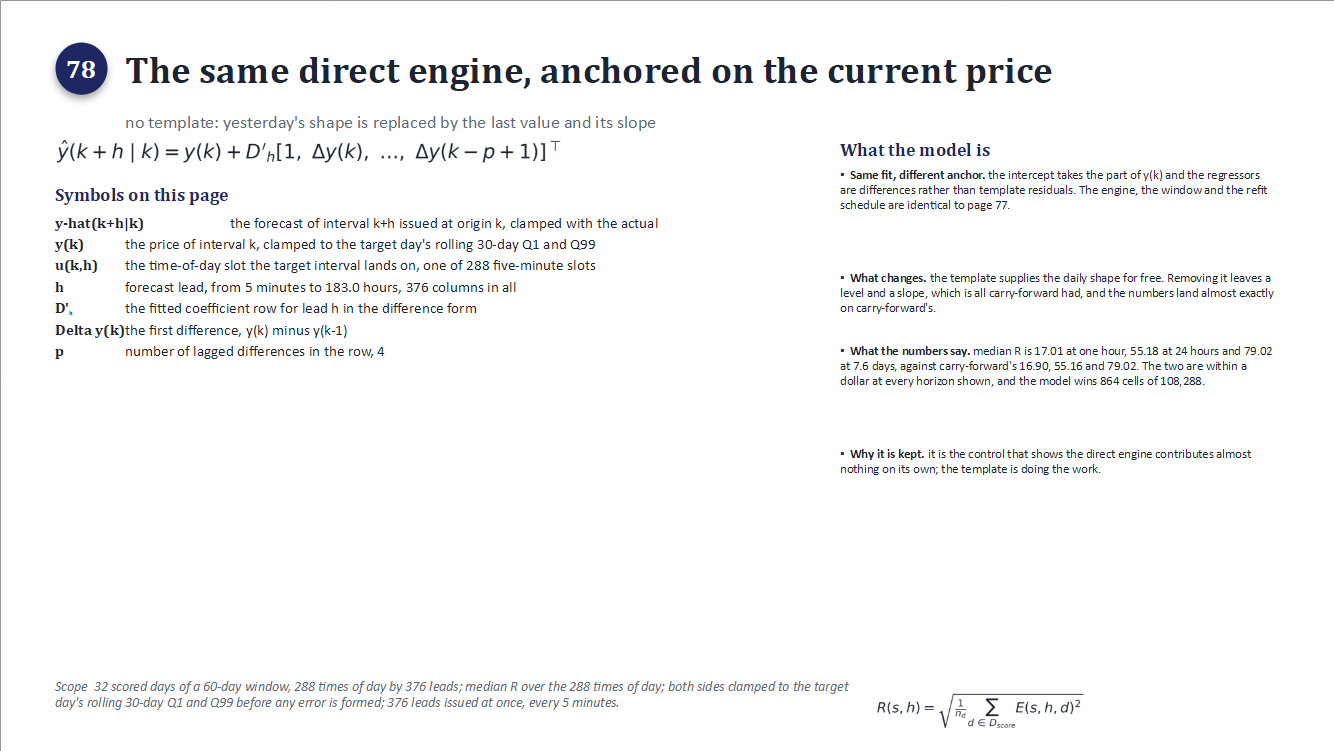 78
The same direct engine, anchored on the current price
no template: yesterday's shape is replaced by the last value and its slope
ŷ(k + h | k) = y(k) + D′ₕ[1, Δy(k), …, Δy(k − p + 1)]⊤
Symbols on this page
y-hat(k+h|k) the forecast of interval k+h issued at origin k, clamped with the actual
y(k) the price of interval k, clamped to the target day's rolling 30-day Q1 and Q99
u(k,h) the time-of-day slot the target interval lands on, one of 288 five-minute slots
h forecast lead, from 5 minutes to 183.0 hours, 376 columns in all
D'ₕ the fitted coefficient row for lead h in the difference form
Delta y(k) the first difference, y(k) minus y(k-1)
p number of lagged differences in the row, 4
What the model is
▪ Same fit, different anchor. the intercept takes the part of y(k) and the regressors
are differences rather than template residuals. The engine, the window and the refit
schedule are identical to page 77.
▪ What changes. the template supplies the daily shape for free. Removing it leaves a
level and a slope, which is all carry-forward had, and the numbers land almost exactly
on carry-forward's.
▪ What the numbers say. median R is 17.01 at one hour, 55.18 at 24 hours and 79.02
at 7.6 days, against carry-forward's 16.90, 55.16 and 79.02. The two are within a
dollar at every horizon shown, and the model wins 864 cells of 108,288.
▪ Why it is kept. it is the control that shows the direct engine contributes almost
nothing on its own; the template is doing the work.
Scope 32 scored days of a 60-day window, 288 times of day by 376 leads; median R over the 288 times of day; both sides clamped to the target
day's rolling 30-day Q1 and Q99 before any error is formed; 376 leads issued at once, every 5 minutes.
R(s, h) = √(1/n_d ∑_{d ∈ D_score} E(s, h, d)²)